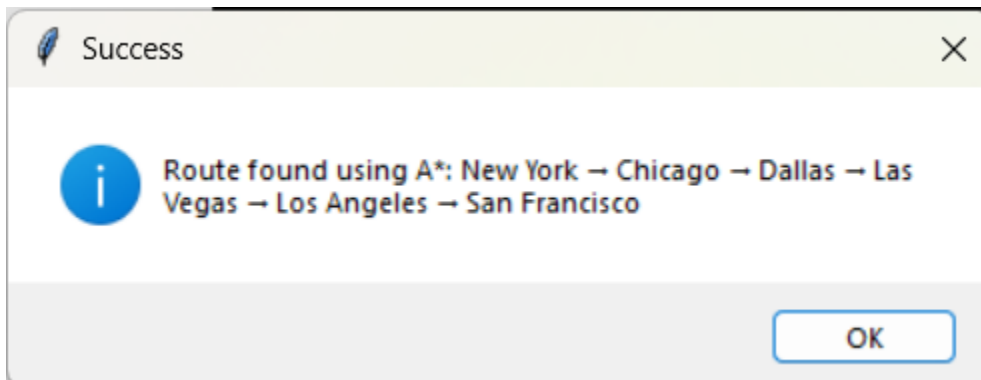 Success
Route found using A*: New York → Chicago → Dallas → Las
Vegas → Los Angeles → San Francisco
OK